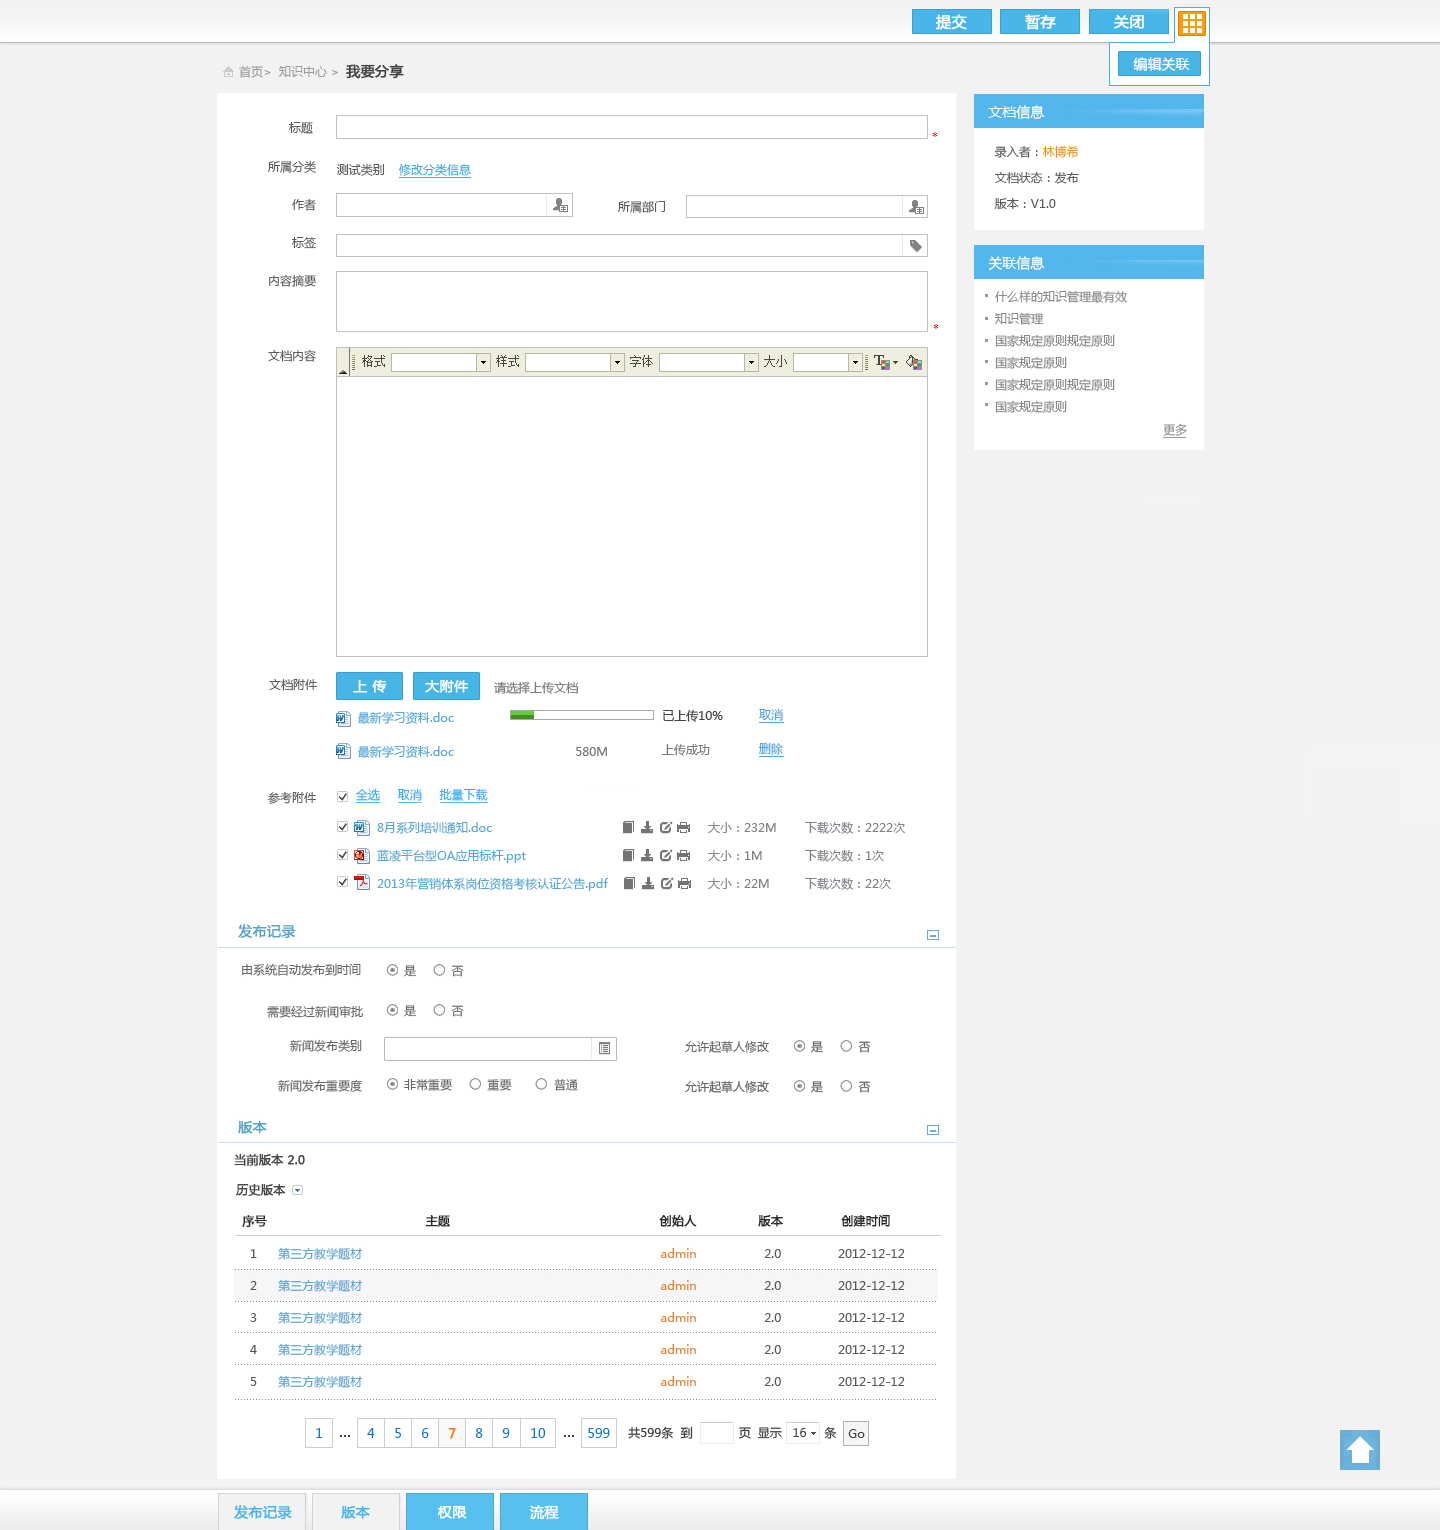 提交 暂存 关闭
编辑关联
首页> 知识中心 > 我要分享
标题 *
所属分类 测试类别 修改分类信息
作者 所属部门
标签
内容摘要 *
文档内容 格式 样式 字体 大小
文档附件 上 传 大附件 请选择上传文档
最新学习资料.doc 已上传10% 取消
最新学习资料.doc 580M 上传成功 删除
参考附件 全选 取消 批量下载
8月系列培训通知.doc 大小：232M 下载次数：2222次
蓝凌平台型OA应用标杆.ppt 大小：1M 下载次数：1次
2013年营销体系岗位资格考核认证公告.pdf 大小：22M 下载次数：22次
发布记录
由系统自动发布到时间 是 否
需要经过新闻审批 是 否
新闻发布类别 允许起草人修改 是 否
新闻发布重要度 非常重要 重要 普通 允许起草人修改 是 否
版本
当前版本 2.0
历史版本
序号 主题 创始人 版本 创建时间
1 第三方教学题材 admin 2.0 2012-12-12
2 第三方教学题材 admin 2.0 2012-12-12
3 第三方教学题材 admin 2.0 2012-12-12
4 第三方教学题材 admin 2.0 2012-12-12
5 第三方教学题材 admin 2.0 2012-12-12
1 ... 4 5 6 7 8 9 10 ... 599 共599条 到 页 显示 16 条 Go
文档信息
录入者：林博希
文档状态：发布
版本：V1.0
关联信息
什么样的知识管理最有效
知识管理
国家规定原则规定原则
国家规定原则
国家规定原则规定原则
国家规定原则
更多
发布记录 版本 权限 流程